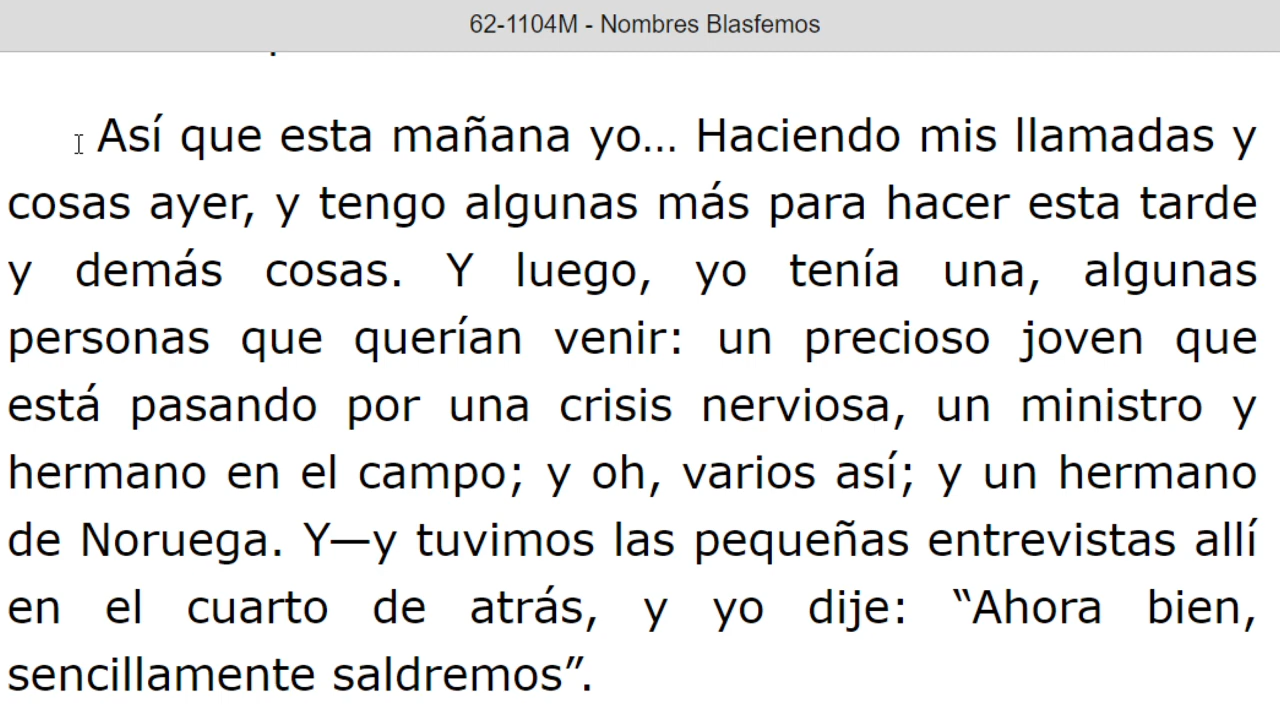 62-1104M - Nombres Blasfemos
Así que esta mañana yo... Haciendo mis llamadas y
cosas ayer, y tengo algunas más para hacer esta tarde
y demás cosas. Y luego, yo tenía una, algunas
personas que querían venir: un precioso joven que
está pasando por una crisis nerviosa, un ministro y
hermano en el campo; y oh, varios así; y un hermano
de Noruega. Y—y tuvimos las pequeñas entrevistas allí
en el cuarto de atrás, y yo dije: “Ahora bien,
sencillamente saldremos”.